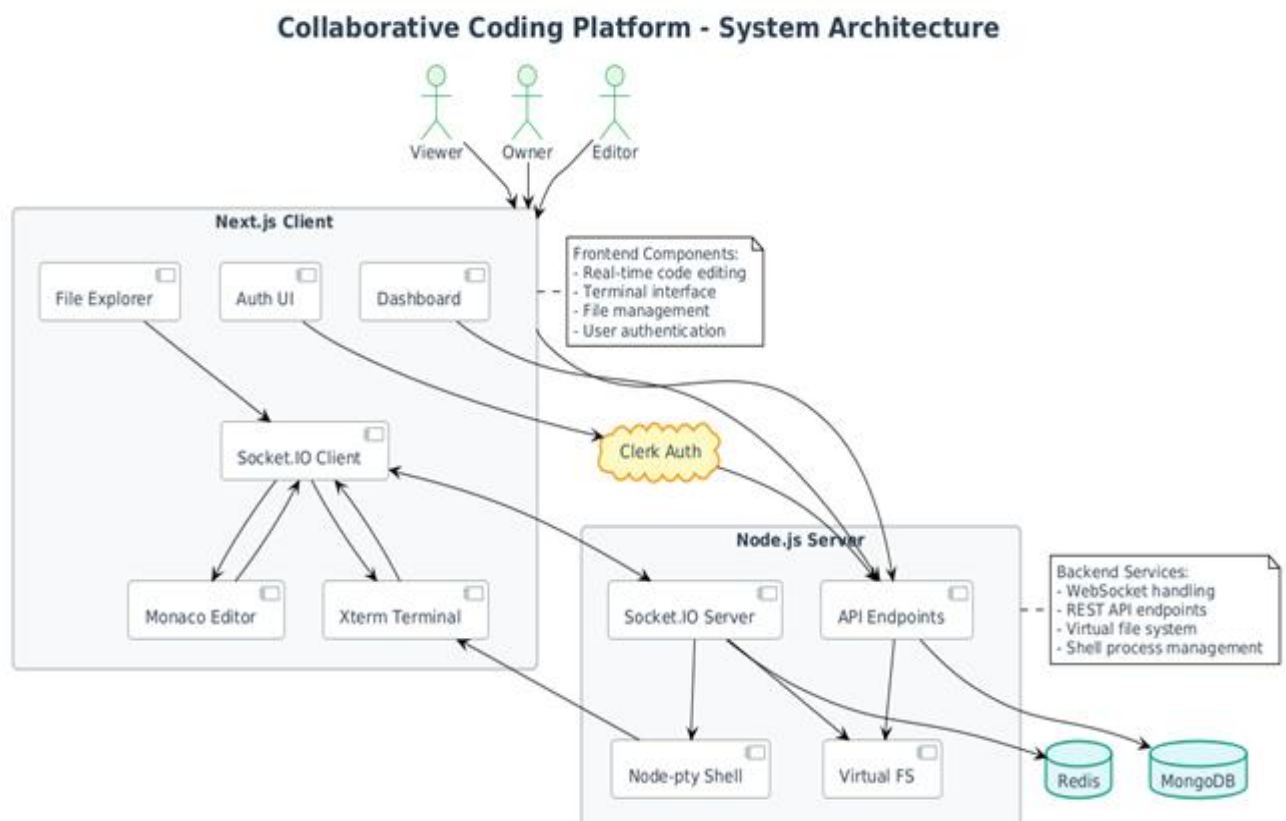 Collaborative Coding Platform - System Architecture
Viewer
Owner
Editor
Next.js Client
File Explorer
Auth UI
Dashboard
Frontend Components:
- Real-time code editing
- Terminal interface
- File management
- User authentication
Socket.IO Client
Clerk Auth
Monaco Editor
Xterm Terminal
Node.js Server
Socket.IO Server
API Endpoints
Backend Services:
- WebSocket handling
- REST API endpoints
- Virtual file system
- Shell process management
Node-pty Shell
Virtual FS
Redis
MongoDB